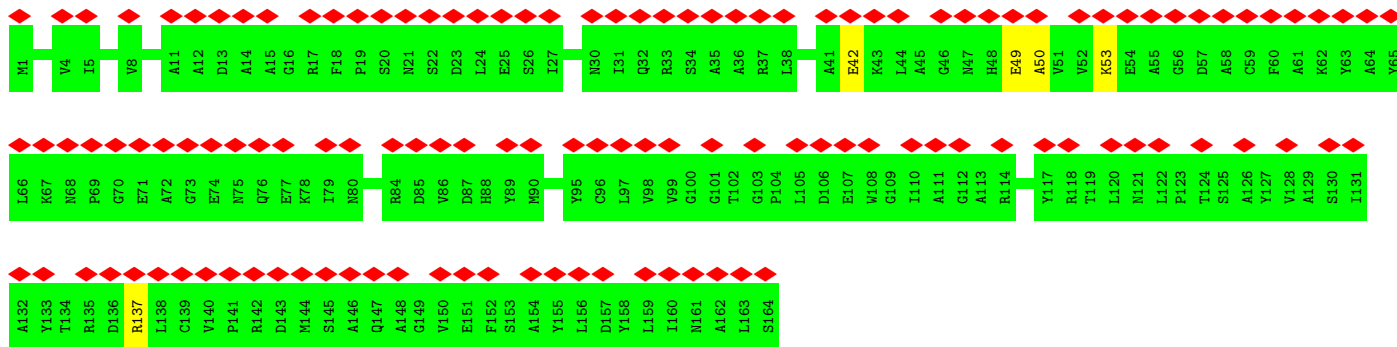 M1 V4 I5 V8 A11 A12 D13 A14 A15 G16 R17 F18 P19 S20 N21 S22 D23 L24 E25 S26 I27 N30 I31 Q32 R33 S34 A35 A36 R37 L38 A41 E42 K43 L44 A45 G46 N47 H48 E49 A50 V51 V52 K53 E54 A55 G56 D57 A58 C59 F60 A61 K62 Y63 A64 Y65
L66 K67 N68 P69 G70 E71 A72 G73 E74 N75 Q76 E77 K78 I79 N80 R84 D85 V86 D87 H88 Y89 M90 Y95 C96 L97 V98 V99 G100 G101 T102 G103 P104 L105 D106 E107 W108 G109 I110 A111 G112 A113 R114 Y117 R118 T119 L120 N121 L122 P123 T124 S125 A126 Y127 V128 A129 S130 I131
A132 Y133 T134 R135 D136 R137 L138 C139 V140 P141 R142 D143 M144 S145 A146 Q147 A148 G149 V150 E151 F152 S153 A154 Y155 L156 D157 Y158 L159 I160 N161 A162 L163 S164